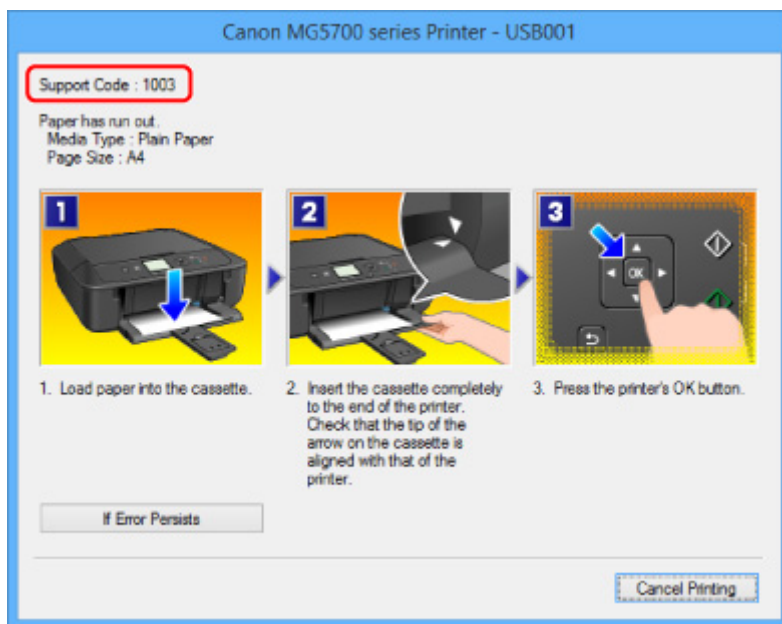 Canon MG5700 series Printer - USB001
Support Code : 1003
Paper has run out.
Media Type : Plain Paper
Page Size : A4
1
2
3
OK
1. Load paper into the cassette.
2. Insert the cassette completely
to the end of the printer.
Check that the tip of the
arrow on the cassette is
aligned with that of the
printer.
3. Press the printer's OK button.
If Error Persists
Cancel Printing